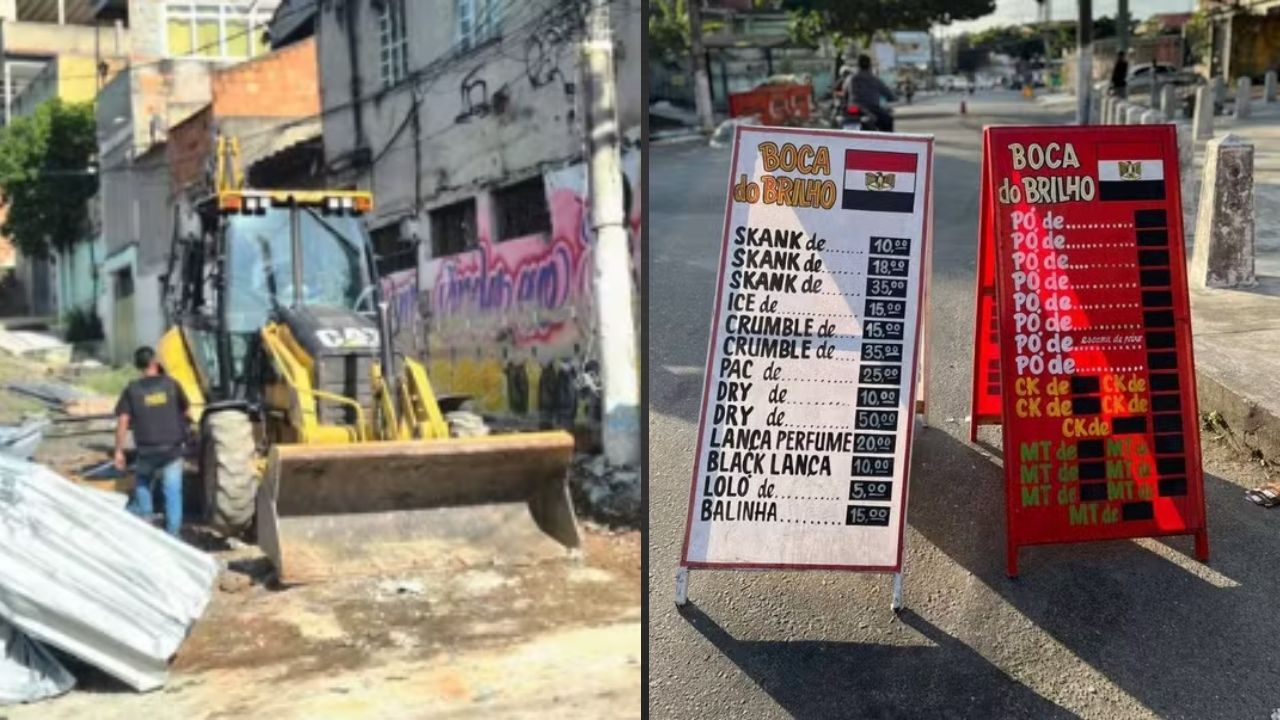 CAT
BOCA
do BRILHO
SKANK de........ 10,00
SKANK de........ 18,00
SKANK de........ 35,00
ICE de............ 15,00
CRUMBLE de.... 15,00
CRUMBLE de.... 35,00
PAC de........... 25,00
DRY de........... 10,00
DRY de........... 50,00
LANÇA PERFUME 20,00
BLACK LANÇA 10,00
LOLÓ de.......... 5,00
BALINHA......... 15,00
BOCA
do BRILHO
PÓ de............
PÓ de............
PÓ de............
PÓ de............
PÓ de............
PÓ de............
PÓ de. escama de peixe
PÓ de............
CK de CK de
CK de CK de
CK de
MT de MT de
MT de MT de
MT de MT de
MT de